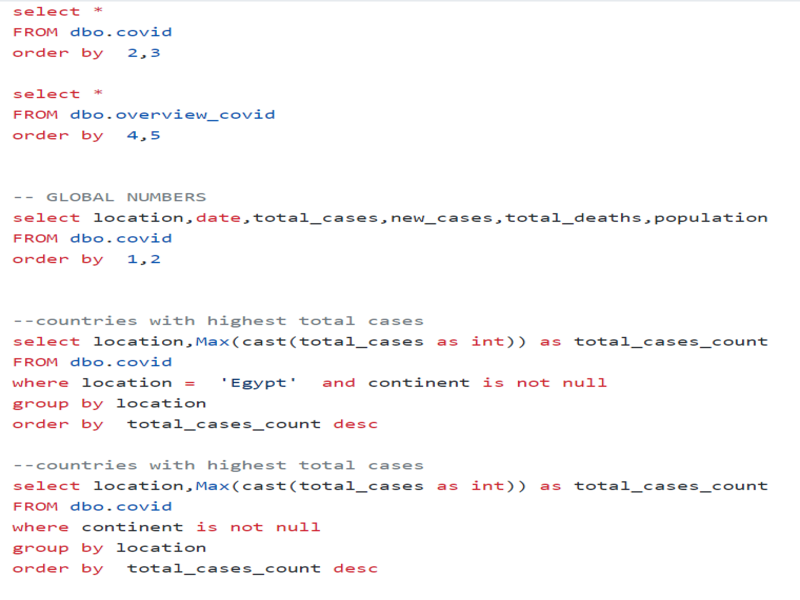 select *
FROM dbo.covid
order by  2,3
select *
FROM dbo.overview_covid
order by  4,5
-- GLOBAL NUMBERS
select location,date,total_cases,new_cases,total_deaths,population
FROM dbo.covid
order by  1,2
--countries with highest total cases
select location,Max(cast(total_cases as int)) as total_cases_count
FROM dbo.covid
where location =  'Egypt'  and continent is not null
group by location
order by  total_cases_count desc
--countries with highest total cases
select location,Max(cast(total_cases as int)) as total_cases_count
FROM dbo.covid
where continent is not null
group by location
order by  total_cases_count desc